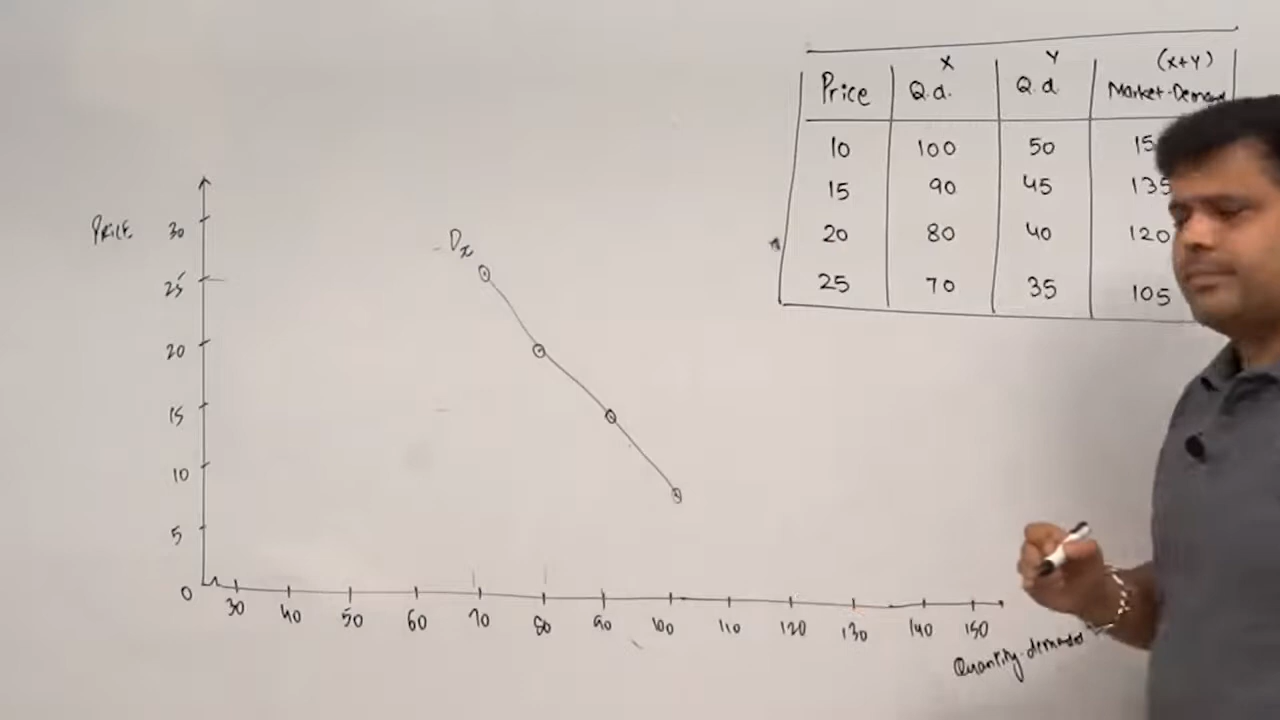 X Y (X+Y)
Price Q.d. Q.d Market-Demand
10 100 50 15
15 90 45 135
20 80 40 120
25 70 35 105
PRICE 30
Dx
25
20
15
10
5
0
30 40 50 60 70 80 90 100 110 120 130 140 150
Quantity-demanded